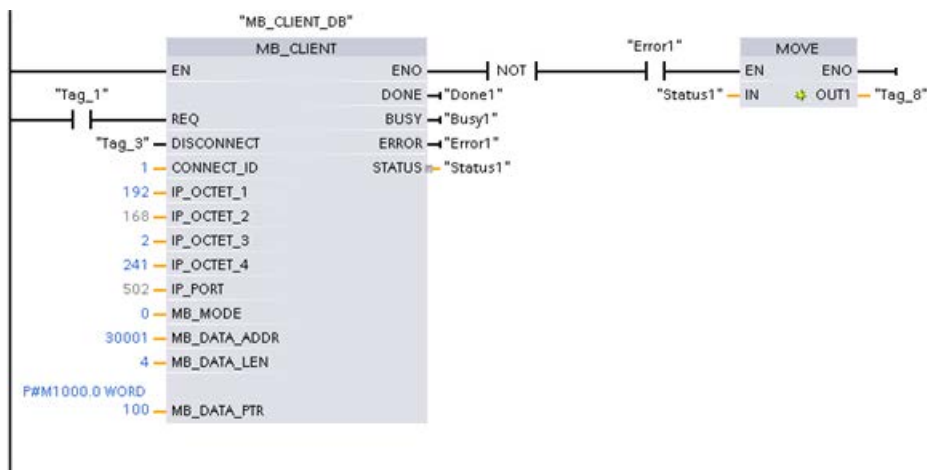 "MB_CLIENT_DB"
MB_CLIENT
"Error1"
MOVE
EN ENO NOT EN ENO
"Tag_1" DONE "Done1" "Status1" IN OUT1 "Tag_8"
REQ BUSY "Busy1"
"Tag_3" DISCONNECT ERROR "Error1"
1 CONNECT_ID STATUS "Status1"
192 IP_OCTET_1
168 IP_OCTET_2
2 IP_OCTET_3
241 IP_OCTET_4
502 IP_PORT
0 MB_MODE
30001 MB_DATA_ADDR
4 MB_DATA_LEN
P#M1000.0 WORD
100 MB_DATA_PTR